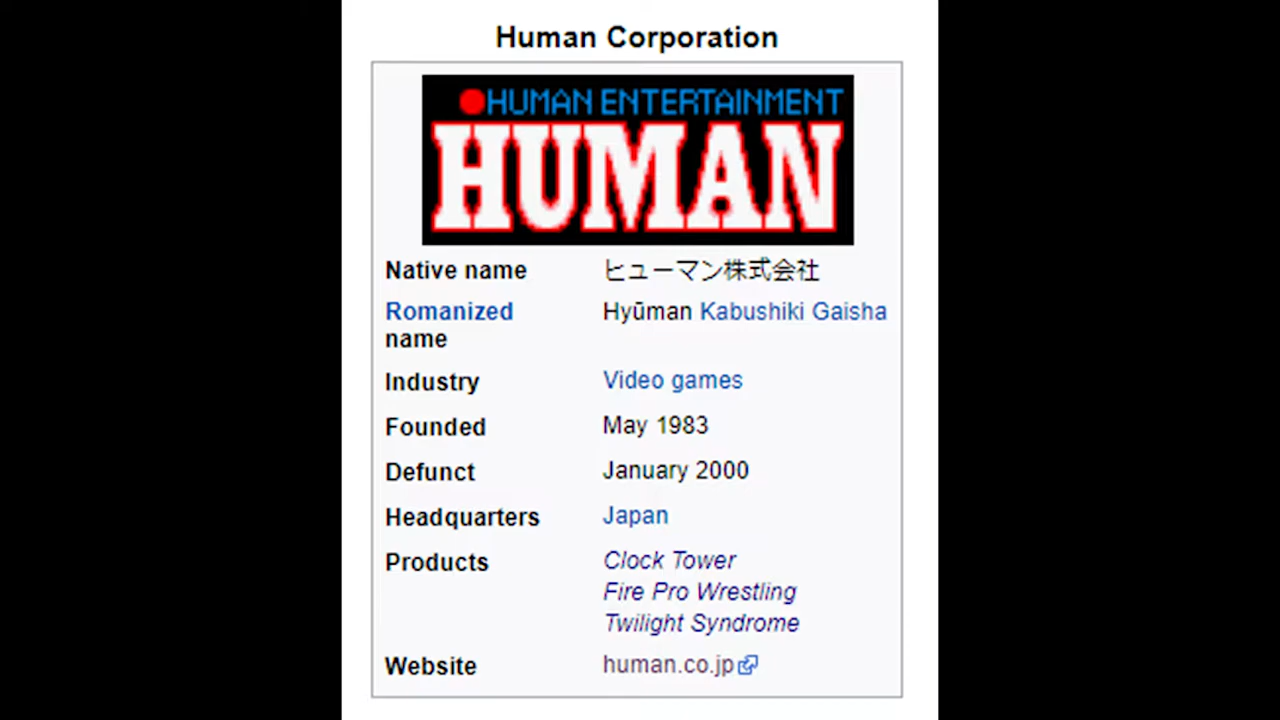 Human Corporation
HUMAN ENTERTAINMENT
HUMAN
Native name ヒューマン株式会社
Romanized name Hyūman Kabushiki Gaisha
Industry Video games
Founded May 1983
Defunct January 2000
Headquarters Japan
Products Clock Tower
Fire Pro Wrestling
Twilight Syndrome
Website human.co.jp